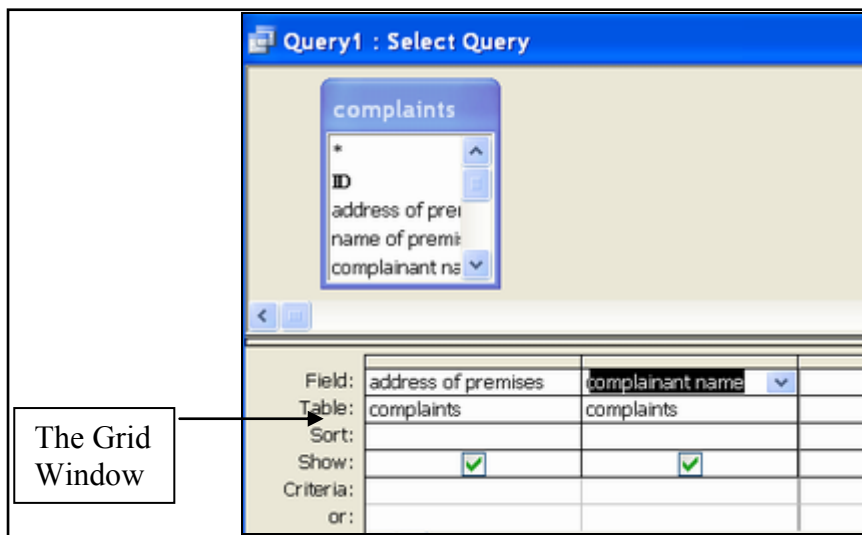 Query1 : Select Query
complaints
*
ID
address of prer
name of premis
complainant na
Field: address of premises complainant name
Table: complaints complaints
Sort:
Show:
Criteria:
or:
The Grid
Window